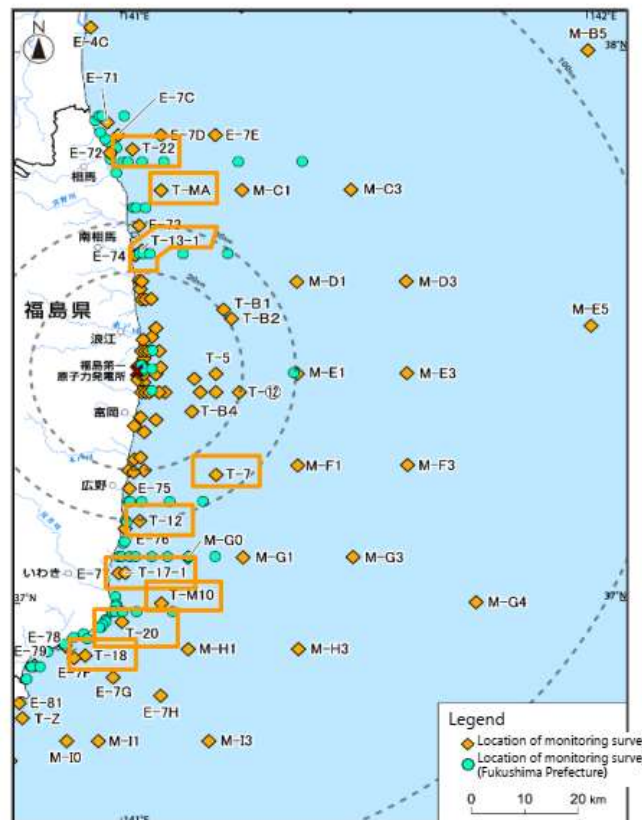 141°E
142°E
E-4C
M-B5
38°N
100km
E-71
E-7C
E-7D
E-7E
E-72
T-22
相馬
T-MA
M-C1
M-C3
E-73
南相馬
T-13-1
E-74
M-D1
M-D3
T-B1
福島県
T-B2
M-E5
浪江
T-5
福島第一
原子力発電所
M-E1
M-E3
T-⑫
富岡
T-B4
M-F1
M-F3
T-7
広野
E-75
T-12
E-76
M-G0
M-G1
M-G3
いわき
E-7
T-17-1
T-M10
37°N
37°N
M-G4
T-20
E-78
E-79
T-18
M-H1
M-H3
E-7F
E-7G
E-7H
E-81
T-Z
M-I0
M-I1
M-I3
Legend
Location of monitoring surve
Location of monitoring surve
(Fukushima Prefecture)
0 10 20 km
141°E